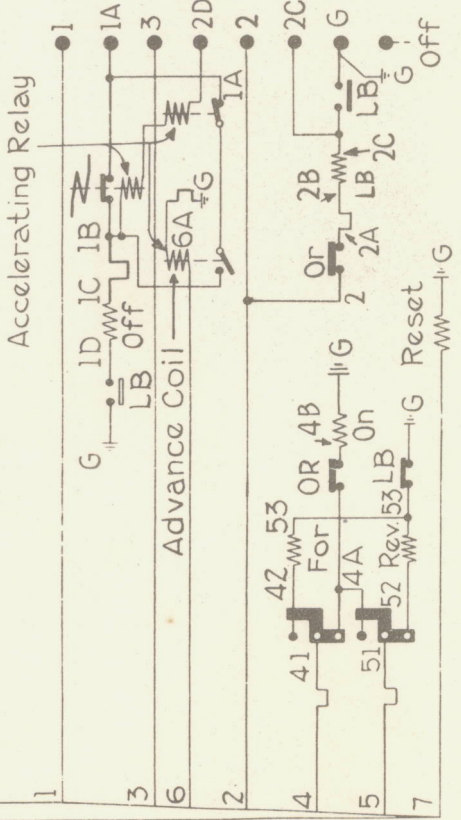 Accelerating Relay
1
1A
3
2D
2
2C
G
Off
G
1D
1C
1B
Off
LB
6A
G
1A
Advance Coil
Or
2B
2C
LB
G
2
2A
LB
42
53
OR
4B
G
41
For
4A
On
Reset
51
52
Rev.
53
LB
G
G
1
3
6
2
4
5
7